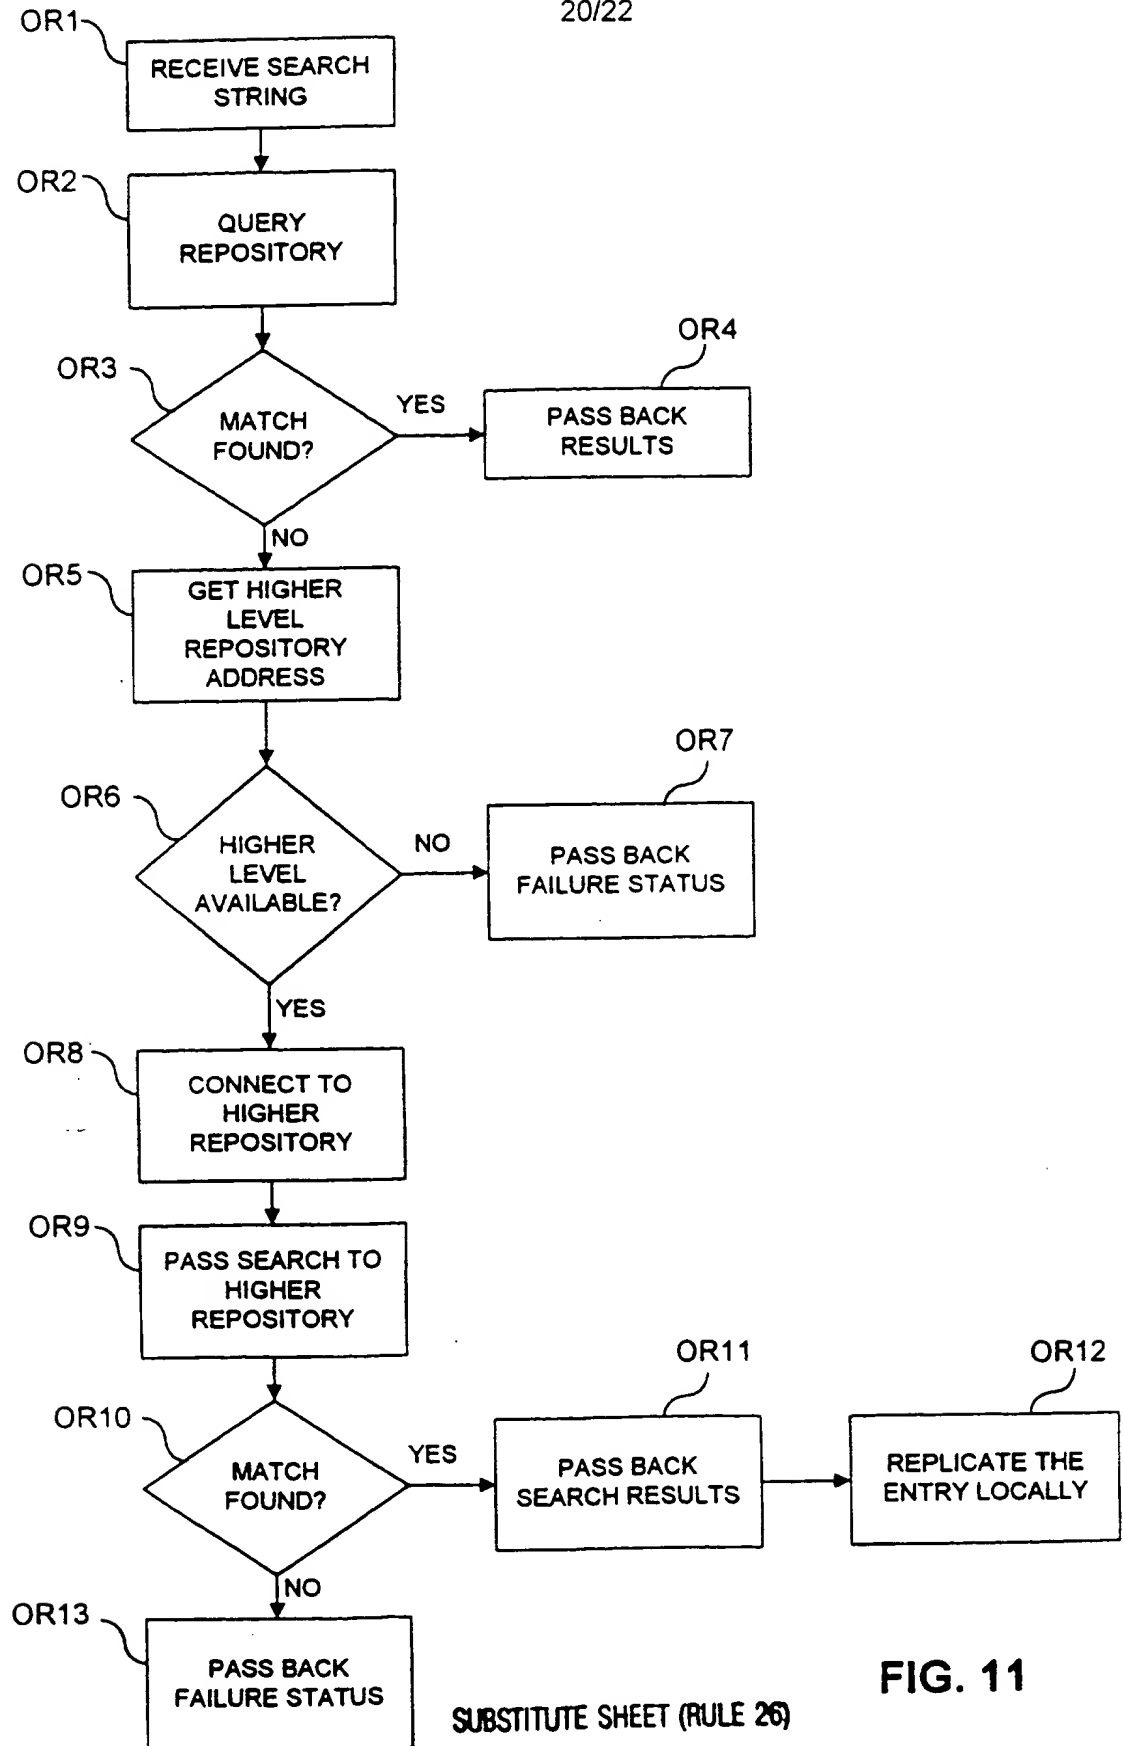 20/22
OR1
RECEIVE SEARCH
STRING
OR2
QUERY
REPOSITORY
OR3
MATCH
FOUND?
YES
OR4
PASS BACK
RESULTS
NO
OR5
GET HIGHER
LEVEL
REPOSITORY
ADDRESS
OR6
HIGHER
LEVEL
AVAILABLE?
NO
OR7
PASS BACK
FAILURE STATUS
YES
OR8
CONNECT TO
HIGHER
REPOSITORY
OR9
PASS SEARCH TO
HIGHER
REPOSITORY
OR10
MATCH
FOUND?
YES
OR11
PASS BACK
SEARCH RESULTS
OR12
REPLICATE THE
ENTRY LOCALLY
NO
OR13
PASS BACK
FAILURE STATUS
FIG. 11
SUBSTITUTE SHEET (RULE 26)